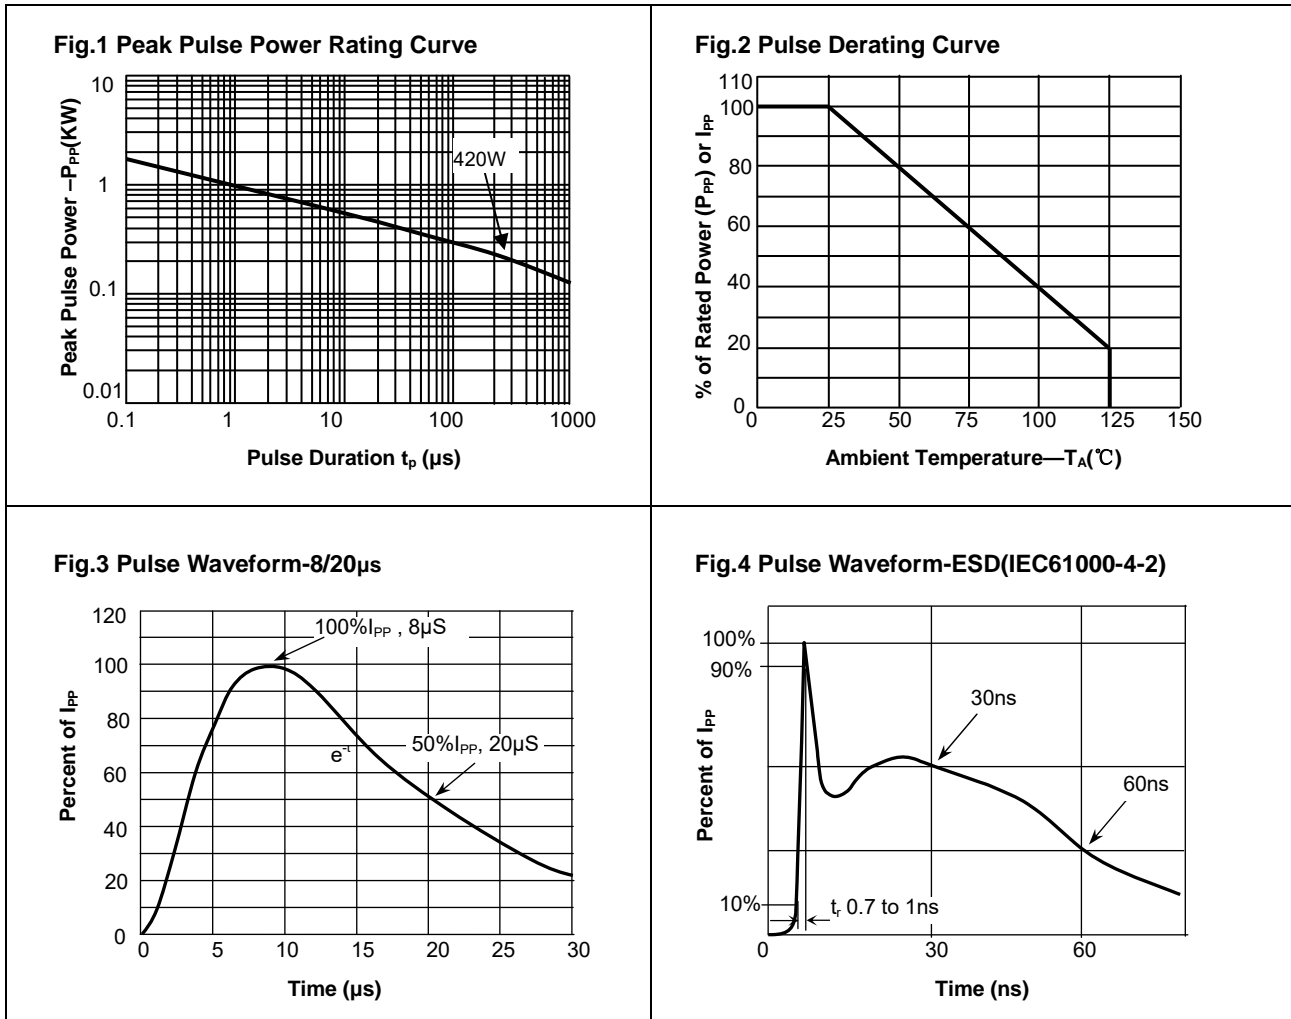 Fig.1 Peak Pulse Power Rating Curve
Peak Pulse Power –PPP(KW)
10
1
0.1
0.01
420W
0.1 1 10 100 1000
Pulse Duration tp (µs)
Fig.2 Pulse Derating Curve
% of Rated Power (PPP) or IPP
110
100
80
60
40
20
0
25 50 75 100 125 150
Ambient Temperature—TA(℃)
Fig.3 Pulse Waveform-8/20µs
Percent of IPP
120
100
80
60
40
20
0
100%IPP , 8µS
e-t
50%IPP, 20µS
0 5 10 15 20 25 30
Time (µs)
Fig.4 Pulse Waveform-ESD(IEC61000-4-2)
Percent of IPP
100%
90%
10%
30ns
60ns
tr 0.7 to 1ns
0 30 60
Time (ns)